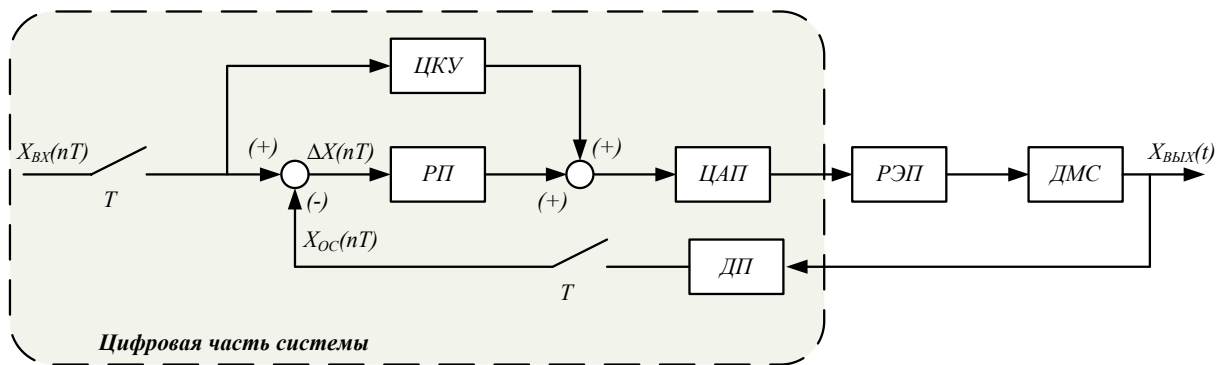 ЦКУ
X_ВХ(nT)
(+)
ΔX(nT)
(+)
X_ВЫХ(t)
РП
ЦАП
РЭП
ДМС
T
(-)
(+)
X_ОС(nT)
ДП
T
Цифровая часть системы